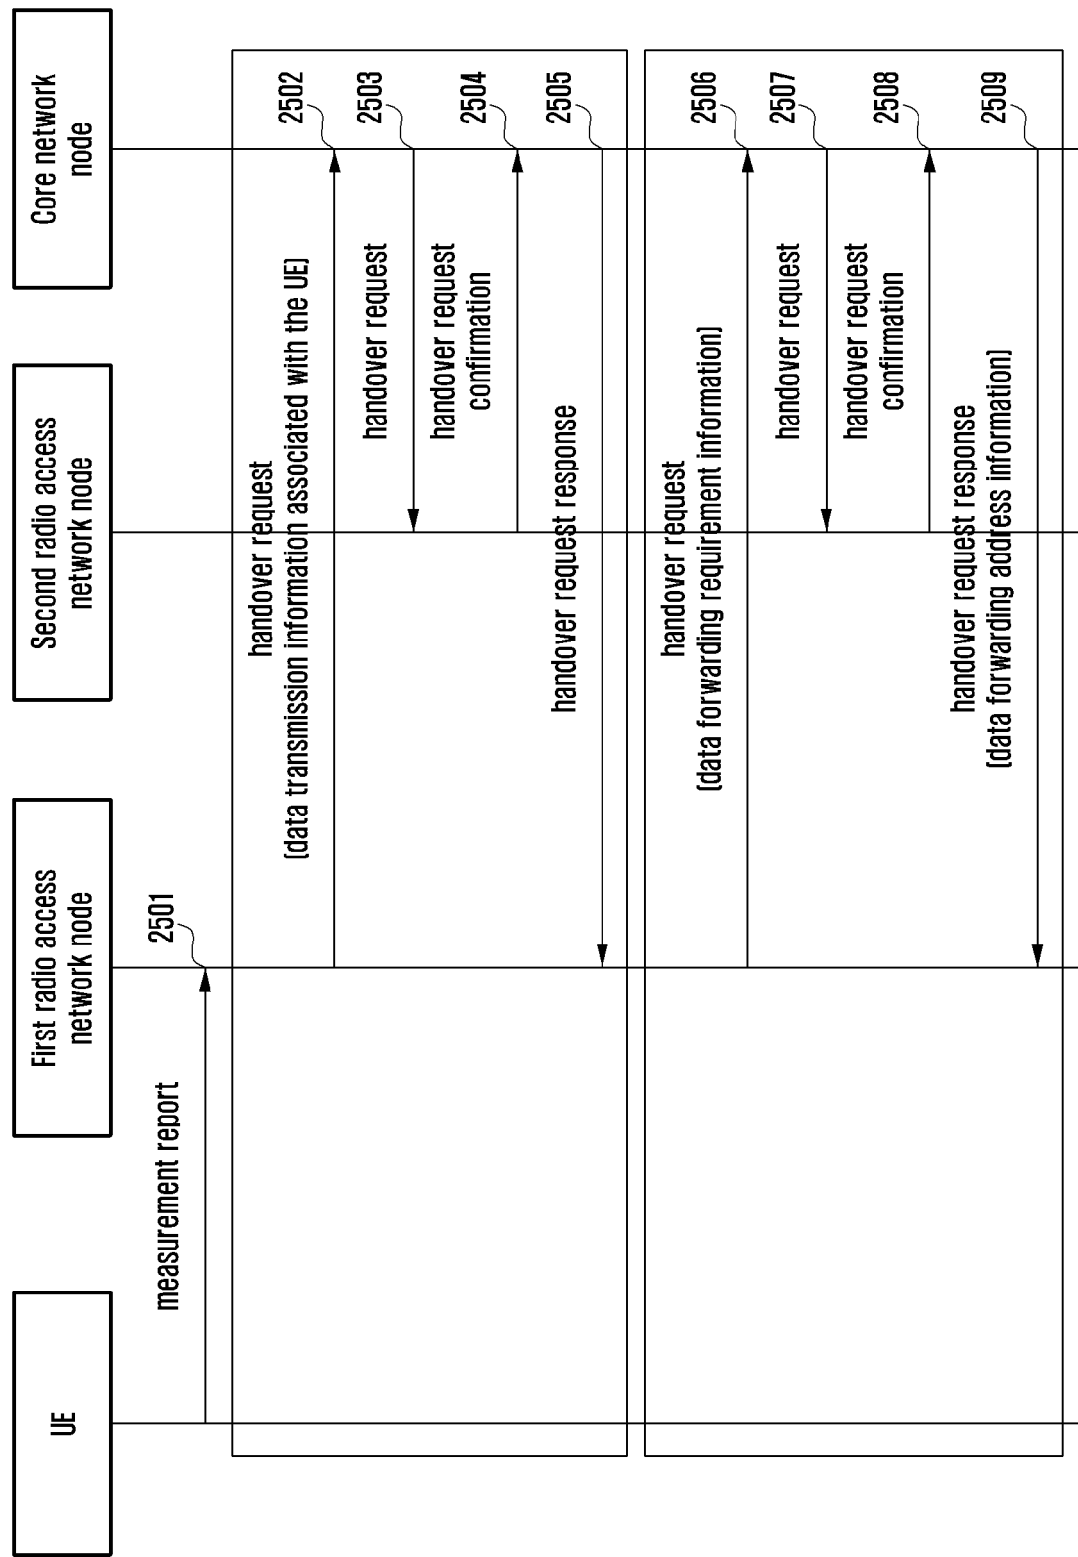 UE
First radio access
network node
Second radio access
network node
Core network
node
measurement report
2501
handover request
(data transmission information associated with the UE)
2502
handover request
2503
handover request
confirmation
2504
handover request response
2505
handover request
(data forwarding requirement information)
2506
handover request
2507
handover request
confirmation
2508
handover request response
(data forwarding address information)
2509